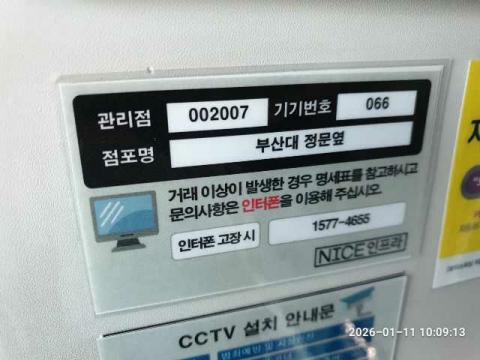 관리점 002007 기기번호 066
점포명 부산대 정문옆
거래 이상이 발생한 경우 명세표를 참고하시고
문의사항은 인터폰을 이용해 주십시오.
인터폰 고장 시 1577-4655
NICE인프라
CCTV 설치 안내문
2026-01-11 10:09:13